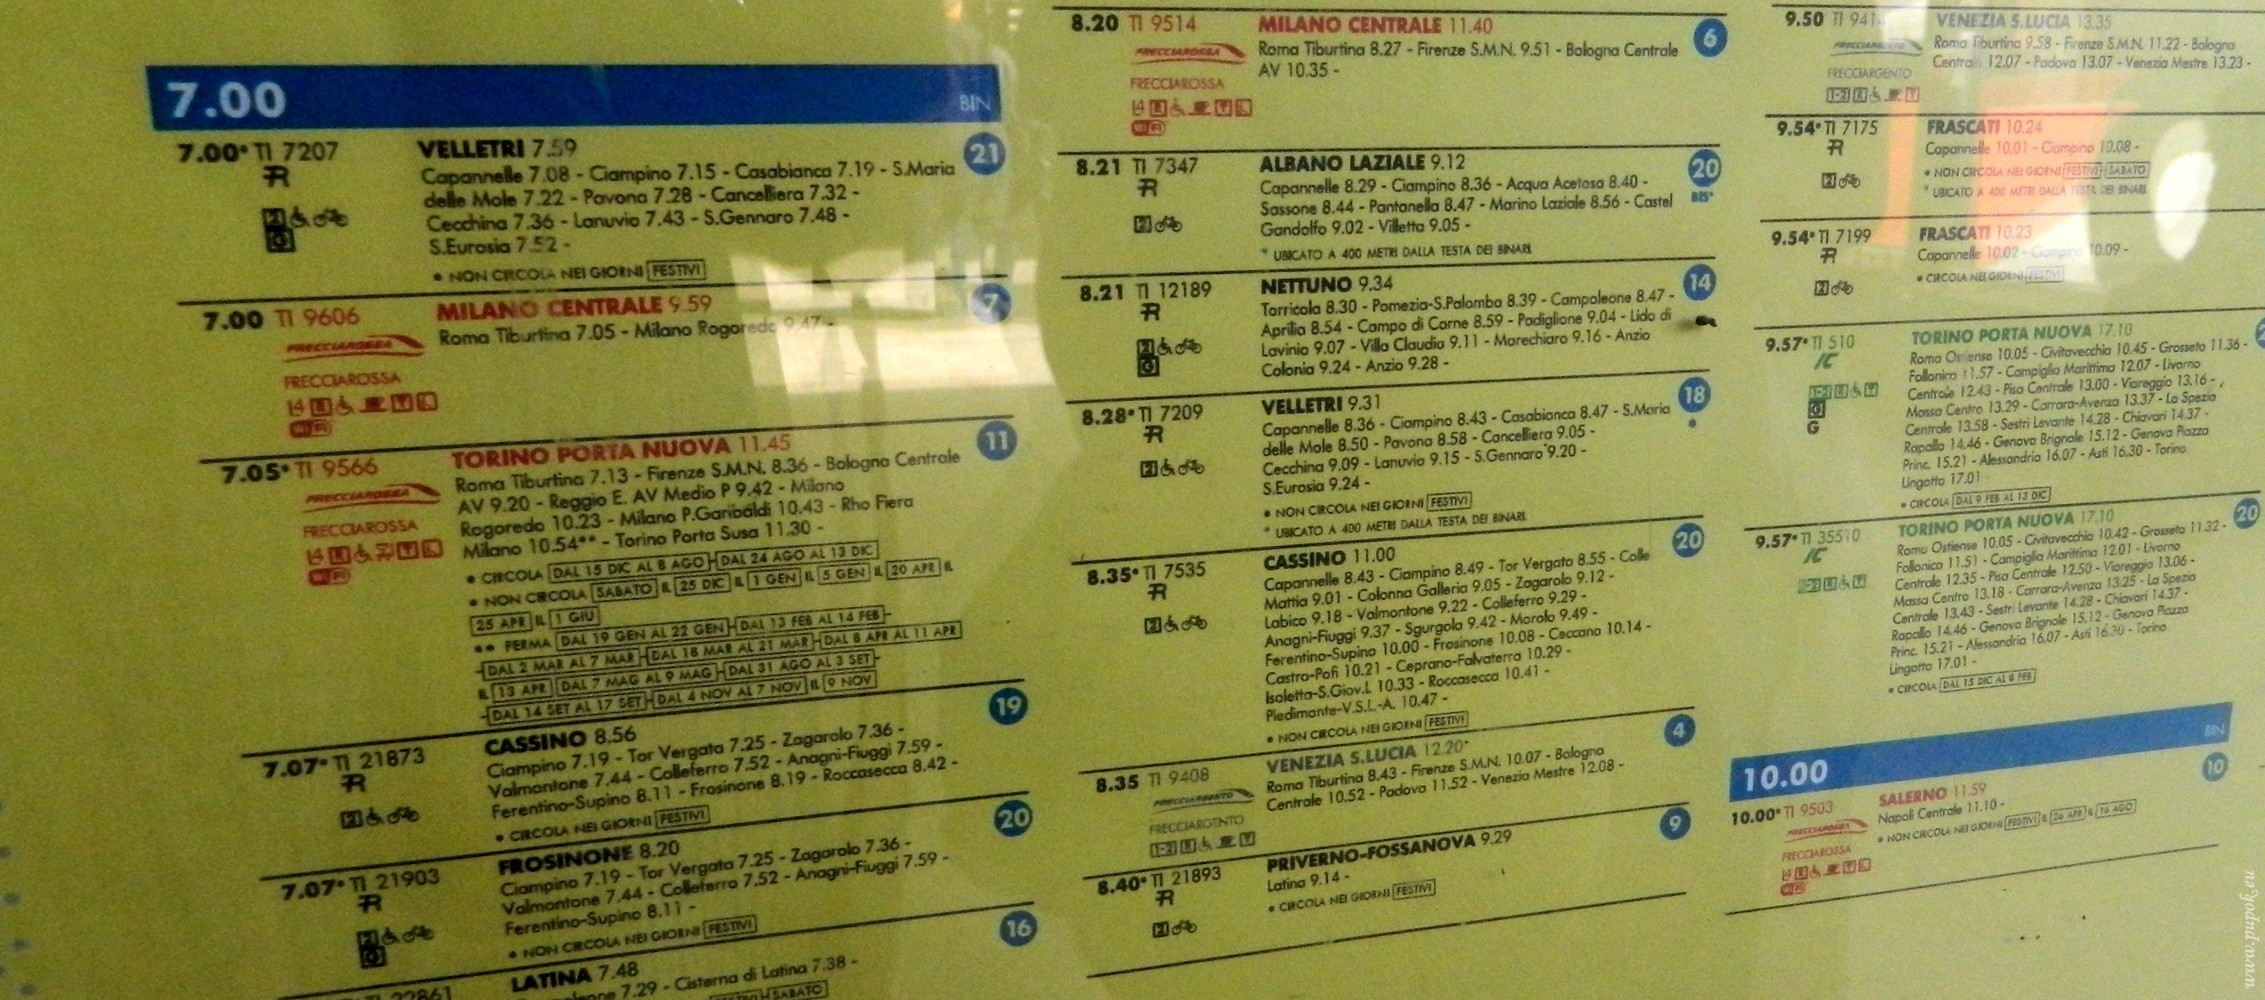 7.00 BIN
7.00• TI 7207 VELLETRI 7.59 21
R Capannelle 7.08 - Ciampino 7.15 - Casabianca 7.19 - S.Maria
delle Mole 7.22 - Pavona 7.28 - Cancelliera 7.32 -
2 Cecchina 7.36 - Lanuvio 7.43 - S.Gennaro 7.48 -
S.Eurosia 7.52 -
• NON CIRCOLA NEI GIORNI FESTIVI
7.00 TI 9606 MILANO CENTRALE 9.59 7
FRECCIAROSSA Roma Tiburtina 7.05 - Milano Rogoredo 9.47 -
FRECCIAROSSA
Wi Fi
7.05• TI 9566 TORINO PORTA NUOVA 11.45 11
FRECCIAROSSA Roma Tiburtina 7.13 - Firenze S.M.N. 8.36 - Bologna Centrale
AV 9.20 - Reggio E. AV Medio P 9.42 - Milano
FRECCIAROSSA Rogoredo 10.23 - Milano P.Garibaldi 10.43 - Rho Fiera
Milano 10.54•• - Torino Porta Susa 11.30 -
Wi Fi • CIRCOLA DAL 15 DIC AL 8 AGO - DAL 24 AGO AL 13 DIC
• NON CIRCOLA SABATO IL 25 DIC IL 1 GEN IL 5 GEN IL 20 APR IL
25 APR IL 1 GIU
•• FERMA DAL 19 GEN AL 22 GEN - DAL 13 FEB AL 14 FEB -
- DAL 2 MAR AL 7 MAR - DAL 18 MAR AL 21 MAR - DAL 8 APR AL 11 APR
IL 13 APR DAL 7 MAG AL 9 MAG - DAL 31 AGO AL 3 SET -
- DAL 14 SET AL 17 SET - DAL 4 NOV AL 7 NOV IL 9 NOV
7.07• TI 21873 CASSINO 8.56 19
R Ciampino 7.19 - Tor Vergata 7.25 - Zagarolo 7.36 -
Valmontone 7.44 - Colleferro 7.52 - Anagni-Fiuggi 7.59 -
2 Ferentino-Supino 8.11 - Frosinone 8.19 - Roccasecca 8.42 -
• CIRCOLA NEI GIORNI FESTIVI
7.07• TI 21903 FROSINONE 8.20 20
R Ciampino 7.19 - Tor Vergata 7.25 - Zagarolo 7.36 -
Valmontone 7.44 - Colleferro 7.52 - Anagni-Fiuggi 7.59 -
2 Ferentino-Supino 8.11 -
• NON CIRCOLA NEI GIORNI FESTIVI
LATINA 7.48 16
7.29 - Cisterna di Latina 7.38 -
SABATO
8.20 TI 9514 MILANO CENTRALE 11.40 6
FRECCIAROSSA Roma Tiburtina 8.27 - Firenze S.M.N. 9.51 - Bologna Centrale
AV 10.35 -
FRECCIAROSSA
Wi Fi
8.21 TI 7347 ALBANO LAZIALE 9.12 20
R Capannelle 8.29 - Ciampino 8.36 - Acqua Acetosa 8.40 - BIS*
Sassone 8.44 - Pantanella 8.47 - Marino Laziale 8.56 - Castel
2 Gandolfo 9.02 - Villetta 9.05 -
* UBICATO A 400 METRI DALLA TESTA DEI BINARI.
8.21 TI 12189 NETTUNO 9.34 14
R Torricola 8.30 - Pomezia-S.Palomba 8.39 - Campoleone 8.47 -
Aprilia 8.54 - Campo di Carne 8.59 - Padiglione 9.04 - Lido di
2 Lavinio 9.07 - Villa Claudia 9.11 - Marechiaro 9.16 - Anzio
Colonia 9.24 - Anzio 9.28 -
8.28• TI 7209 VELLETRI 9.31 18
R Capannelle 8.36 - Ciampino 8.43 - Casabianca 8.47 - S.Maria *
delle Mole 8.50 - Pavona 8.58 - Cancelliera 9.05 -
2 Cecchina 9.09 - Lanuvio 9.15 - S.Gennaro 9.20 -
S.Eurosia 9.24 -
• NON CIRCOLA NEI GIORNI FESTIVI
* UBICATO A 400 METRI DALLA TESTA DEI BINARI.
8.35• TI 7535 CASSINO 11.00 20
R Capannelle 8.43 - Ciampino 8.49 - Tor Vergata 8.55 - Colle
Mattia 9.01 - Colonna Galleria 9.05 - Zagarolo 9.12 -
2 Labico 9.18 - Valmontone 9.22 - Colleferro 9.29 -
Anagni-Fiuggi 9.37 - Sgurgola 9.42 - Morolo 9.49 -
Ferentino-Supino 10.00 - Frosinone 10.08 - Ceccano 10.14 -
Castro-Pofi 10.21 - Ceprano-Falvaterra 10.29 -
Isoletta-S.Giov.I. 10.33 - Roccasecca 10.41 -
Piedimonte-V.S.L.-A. 10.47 -
• NON CIRCOLA NEI GIORNI FESTIVI
8.35 TI 9408 VENEZIA S.LUCIA 12.20 4
FRECCIARGENTO Roma Tiburtina 8.43 - Firenze S.M.N. 10.07 - Bologna
Centrale 10.52 - Padova 11.52 - Venezia Mestre 12.08 -
FRECCIARGENTO
1-2
8.40• TI 21893 PRIVERNO-FOSSANOVA 9.29 9
R Latina 9.14 -
• CIRCOLA NEI GIORNI FESTIVI
2
9.50 TI VENEZIA S.LUCIA 13.35
FRECCIARGENTO Roma Tiburtina 9.58 - Firenze S.M.N. 11.22 - Bologna
Centrale 12.07 - Padova 13.07 - Venezia Mestre 13.23 -
FRECCIARGENTO
1-2
9.54• TI 7175 FRASCATI 10.24
R Capannelle 10.01 - Ciampino 10.08 -
• NON CIRCOLA NEI GIORNI FESTIVI - SABATO
2 * UBICATO A 400 METRI DALLA TESTA DEI BINARI.
9.54• TI 7199 FRASCATI 10.23
R Capannelle 10.02 - Ciampino 10.09 -
• CIRCOLA NEI GIORNI FESTIVI
2
9.57• TI 510 TORINO PORTA NUOVA 17.10
IC Roma Ostiense 10.05 - Civitavecchia 10.45 - Grosseto 11.36 -
Follonica 11.57 - Campiglia Marittima 12.07 - Livorno
1-2 Centrale 12.43 - Pisa Centrale 13.00 - Viareggio 13.16 -
Massa Centro 13.29 - Carrara-Avenza 13.37 - La Spezia
G Centrale 13.58 - Sestri Levante 14.28 - Chiavari 14.37 -
Rapallo 14.46 - Genova Brignole 15.12 - Genova Piazza
Princ. 15.21 - Alessandria 16.07 - Asti 16.30 - Torino
Lingotto 17.01
• CIRCOLA DAL 9 FEB AL 13 DIC
9.57• TI 35510 TORINO PORTA NUOVA 17.10 20
IC Roma Ostiense 10.05 - Civitavecchia 10.42 - Grosseto 11.32 -
Follonica 11.51 - Campiglia Marittima 12.01 - Livorno
1-2 Centrale 12.35 - Pisa Centrale 12.50 - Viareggio 13.06 -
Massa Centro 13.18 - Carrara-Avenza 13.25 - La Spezia
Centrale 13.43 - Sestri Levante 14.28 - Chiavari 14.37 -
Rapallo 14.46 - Genova Brignole 15.12 - Genova Piazza
Princ. 15.21 - Alessandria 16.07 - Asti 16.30 - Torino
Lingotto 17.01 -
• CIRCOLA DAL 15 DIC AL 8 FEB
10.00 BIN
10.00• TI 9503 SALERNO 11.59 10
FRECCIAROSSA Napoli Centrale 11.10 -
• NON CIRCOLA NEI GIORNI FESTIVI IL 26 APR IL 16 AGO
FRECCIAROSSA
Wi Fi
www.pupok.eu